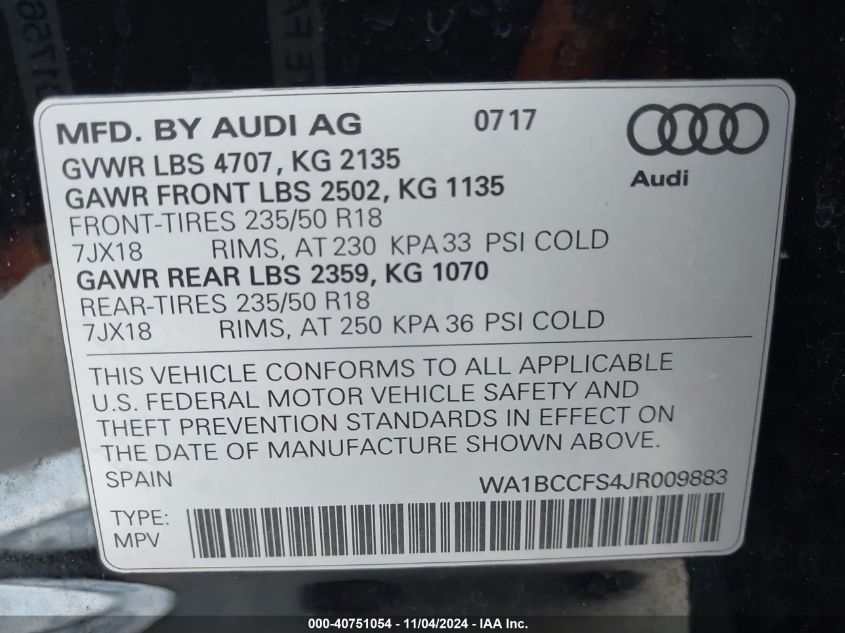 MFD. BY AUDI AG 0717
Audi
GVWR LBS 4707, KG 2135
GAWR FRONT LBS 2502, KG 1135
FRONT-TIRES 235/50 R18
7JX18 RIMS, AT 230 KPA 33 PSI COLD
GAWR REAR LBS 2359, KG 1070
REAR-TIRES 235/50 R18
7JX18 RIMS, AT 250 KPA 36 PSI COLD
THIS VEHICLE CONFORMS TO ALL APPLICABLE
U.S. FEDERAL MOTOR VEHICLE SAFETY AND
THEFT PREVENTION STANDARDS IN EFFECT ON
THE DATE OF MANUFACTURE SHOWN ABOVE.
SPAIN WA1BCCFS4JR009883
TYPE:
MPV
000-40751054 - 11/04/2024 - IAA Inc.